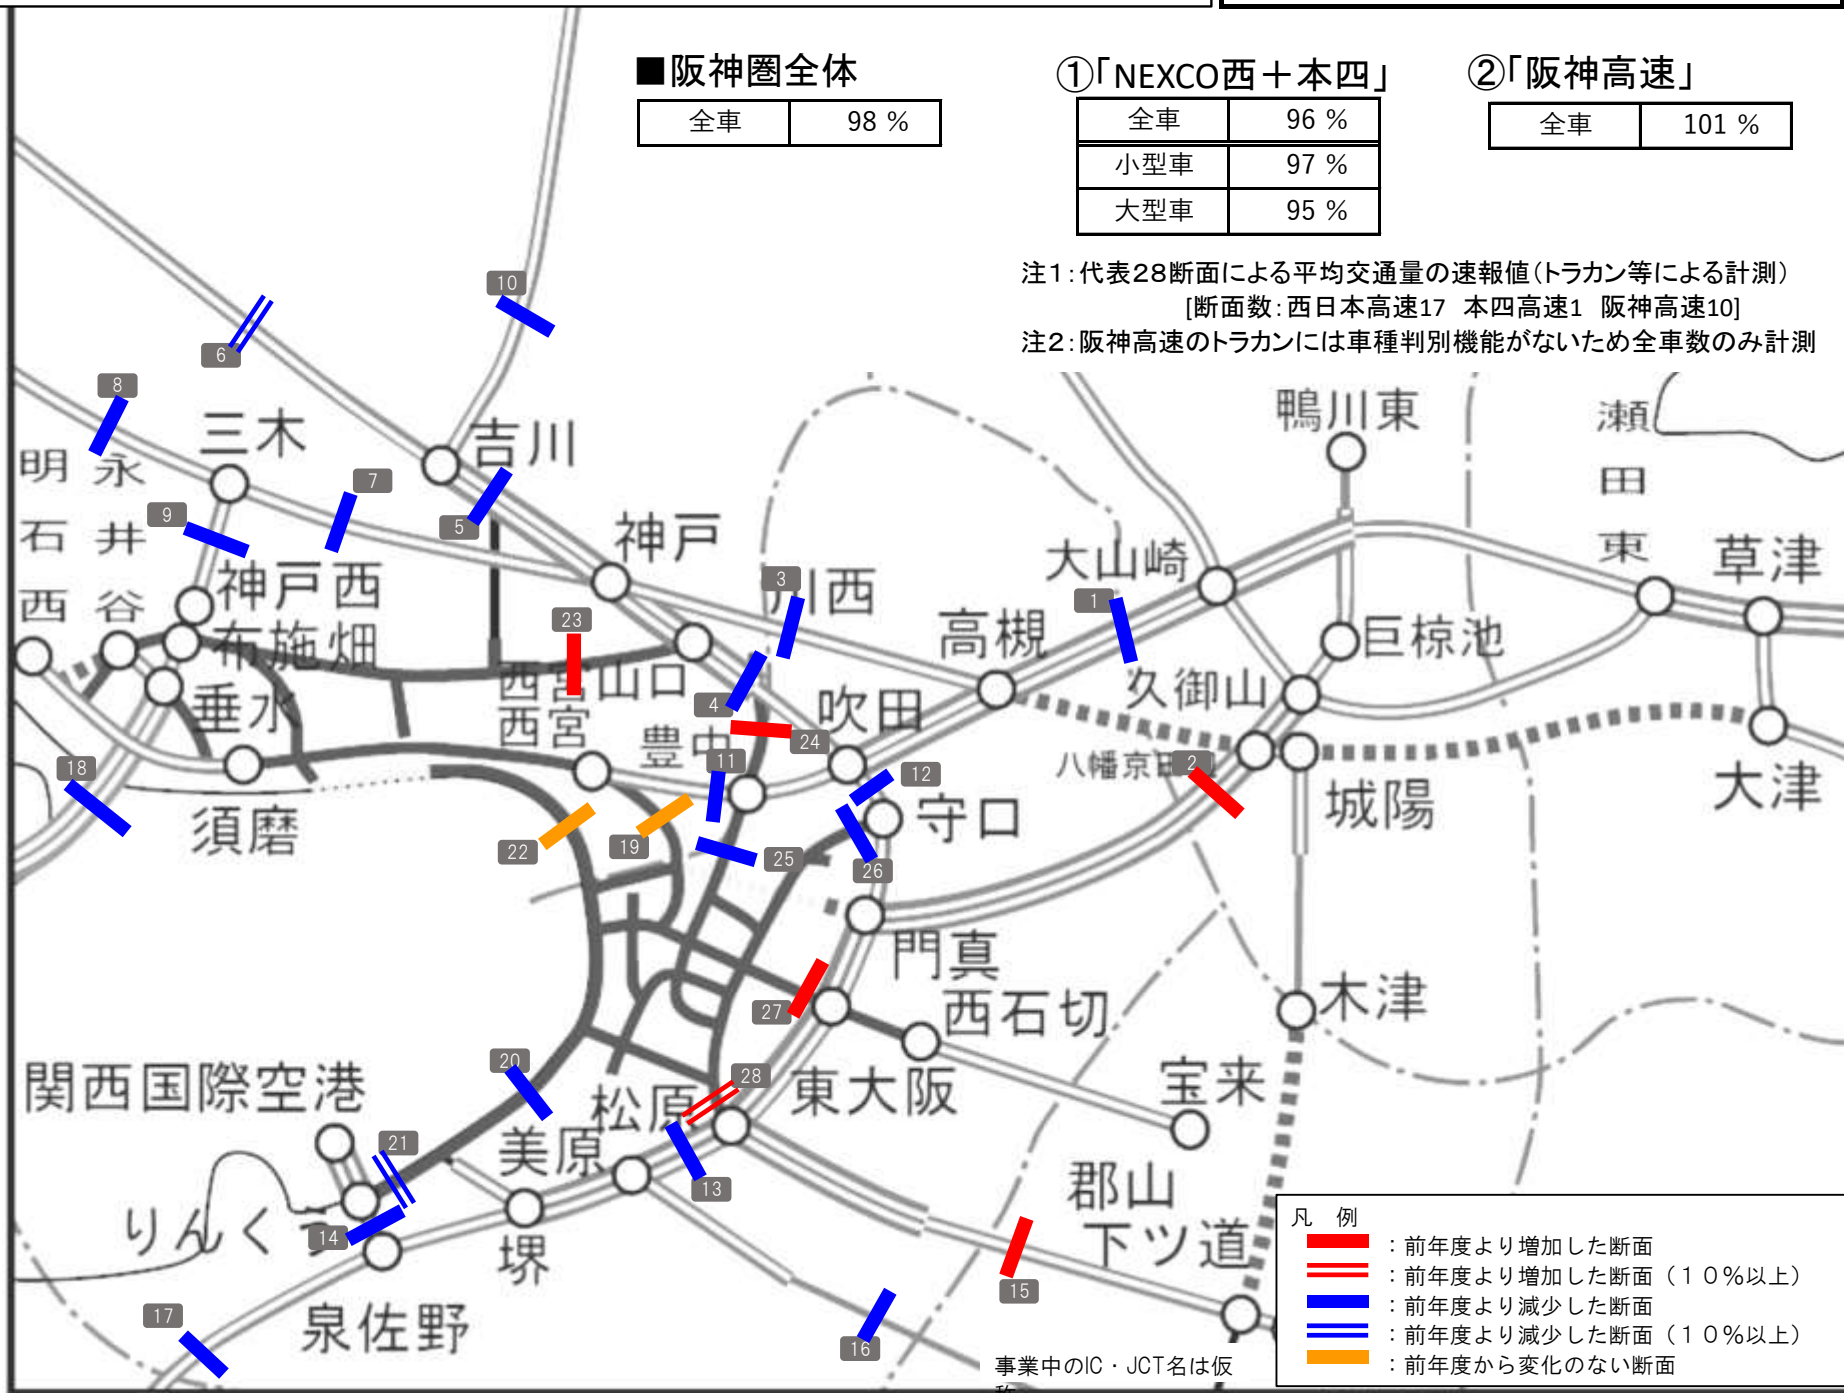 ■阪神圏全体
全車 98 %
①「NEXCO西＋本四」
全車 96 %
小型車 97 %
大型車 95 %
②「阪神高速」
全車 101 %
注1：代表28断面による平均交通量の速報値（トラカン等による計測）
[断面数：西日本高速17 本四高速1 阪神高速10]
注2：阪神高速のトラカンには車種判別機能がないため全車数のみ計測
10
6
8
三木
吉川
鴨川東
瀬田東
明石西
永井谷
7
9
5
神戸
大山崎
草津
神戸西
3
川西
1
布施畑
23
高槻
巨椋池
西宮山口
久御山
垂水
西宮
4
吹田
豊中
24
八幡京田
2
18
11
12
大津
須磨
守口
城陽
22
19
25
26
門真
27
西石切
木津
関西国際空港
20
28
松原
東大阪
宝来
21
美原
13
郡山
下ツ道
りんくう
14
堺
15
17
泉佐野
16
事業中のIC・JCT名は仮
称
凡 例
：前年度より増加した断面
：前年度より増加した断面（１０％以上）
：前年度より減少した断面
：前年度より減少した断面（１０％以上）
：前年度から変化のない断面